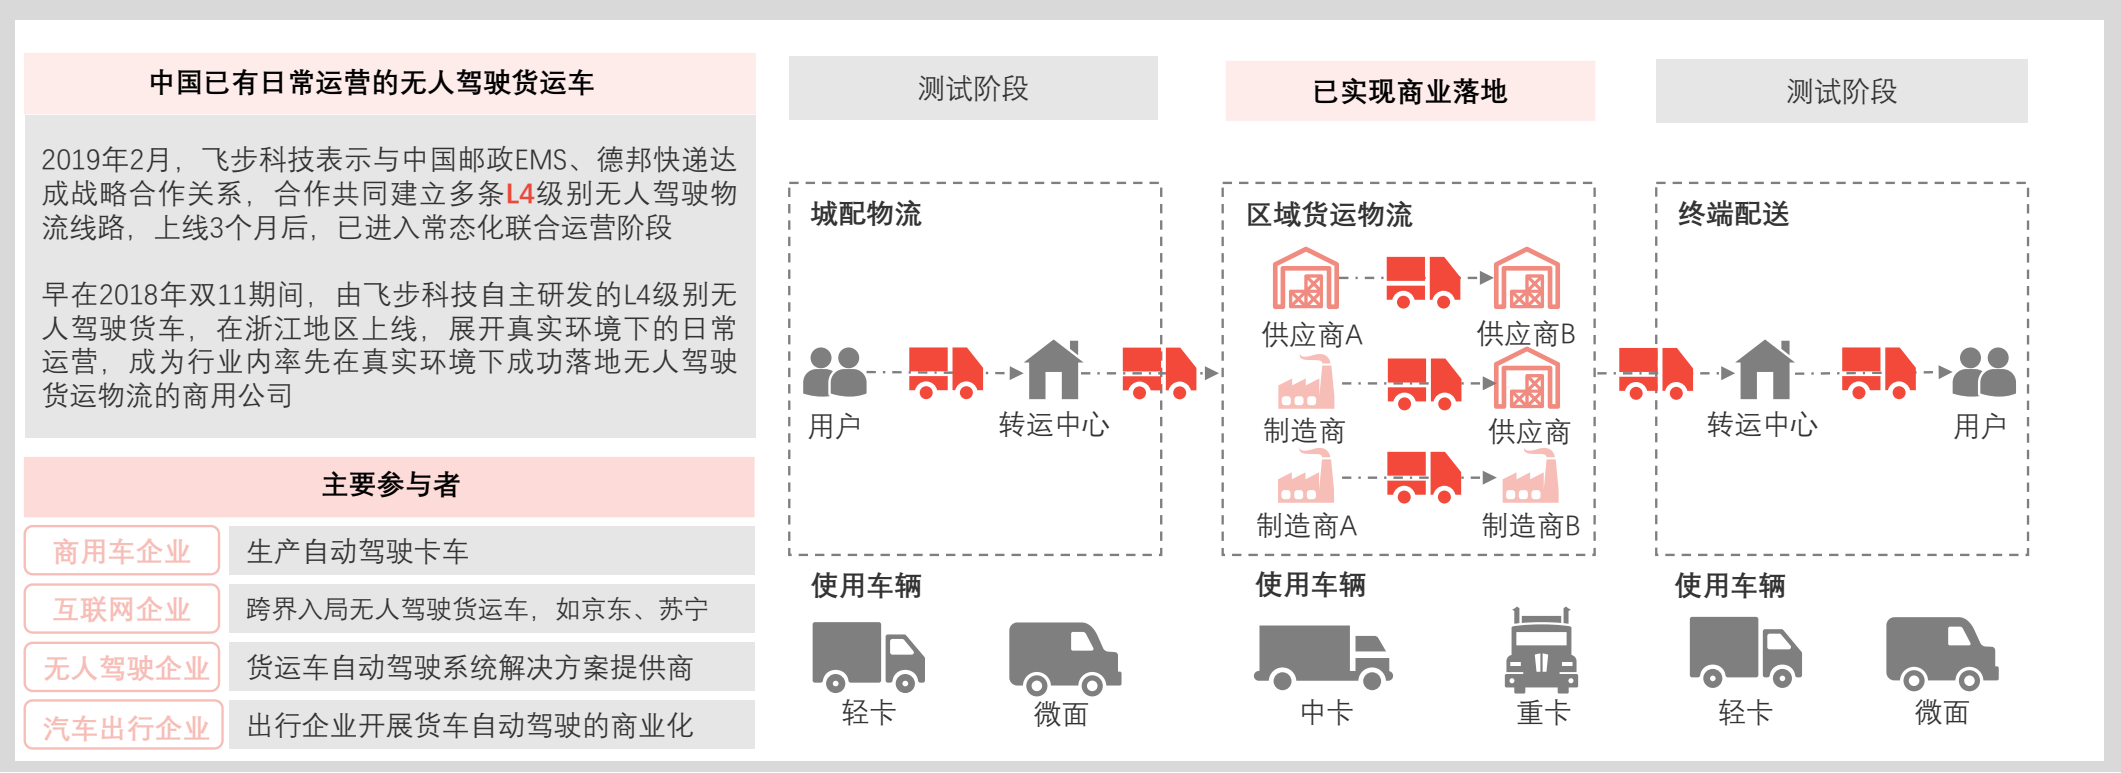 中国已有日常运营的无人驾驶货运车
2019年2月，飞步科技表示与中国邮政EMS、德邦快递达
成战略合作关系，合作共同建立多条L4级别无人驾驶物
流线路，上线3个月后，已进入常态化联合运营阶段
早在2018年双11期间，由飞步科技自主研发的L4级别无
人驾驶货车，在浙江地区上线，展开真实环境下的日常
运营，成为行业内率先在真实环境下成功落地无人驾驶
货运物流的商用公司
主要参与者
商用车企业
生产自动驾驶卡车
互联网企业
跨界入局无人驾驶货运车，如京东、苏宁
无人驾驶企业
货运车自动驾驶系统解决方案提供商
汽车出行企业
出行企业开展货车自动驾驶的商业化
测试阶段
城配物流
用户
转运中心
使用车辆
轻卡
微面
已实现商业落地
区域货运物流
供应商A
供应商B
制造商
供应商
制造商A
制造商B
使用车辆
中卡
重卡
测试阶段
终端配送
转运中心
用户
使用车辆
轻卡
微面